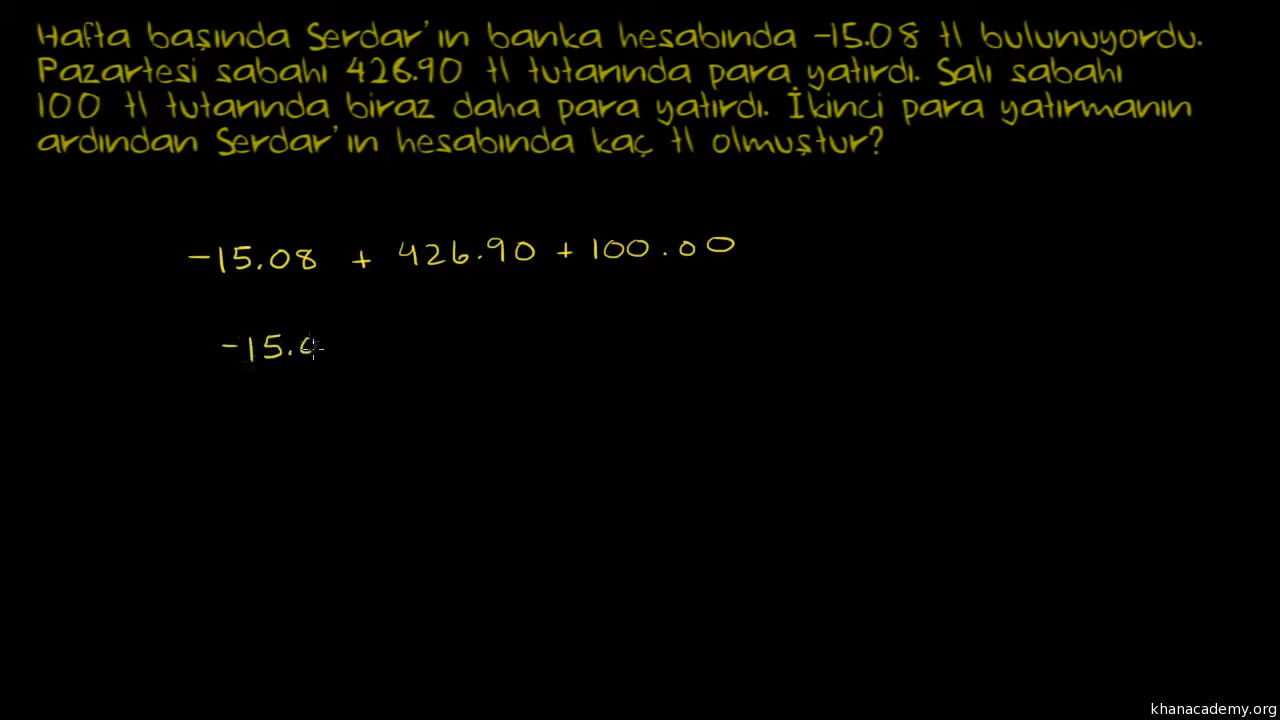 Hafta başında Serdar'ın banka hesabında -15.08 tl bulunuyordu.
Pazartesi sabahı 426.90 tl tutarında para yatırdı. Salı sabahı
100 tl tutarında biraz daha para yatırdı. İkinci para yatırmanın
ardından Serdar'ın hesabında kaç tl olmuştur?
-15.08 + 426.90 + 100.00
-15.
khanacademy.org